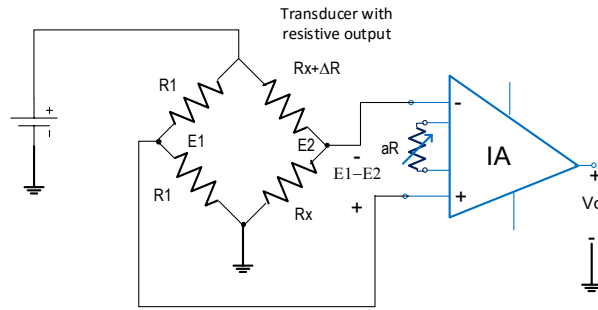 Transducer with
resistive output
R1
Rx+ΔR
+
-
E1
E2
-
aR
IA
E1−E2
+
R1
Rx
-
+
+
Vo
-